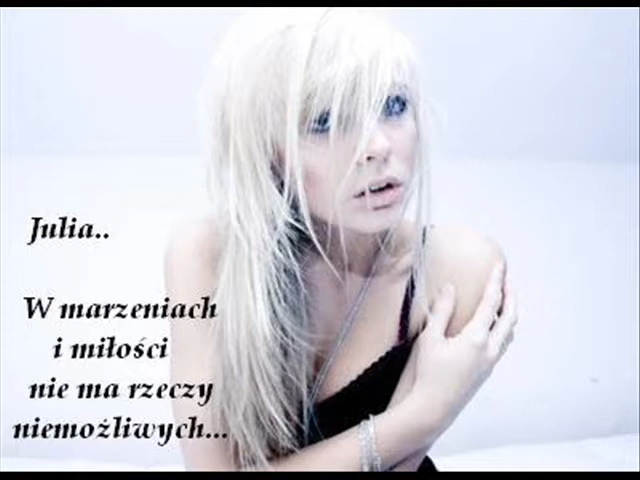 Julia..
W marzeniach
i miłości
nie ma rzeczy
niemożliwych...